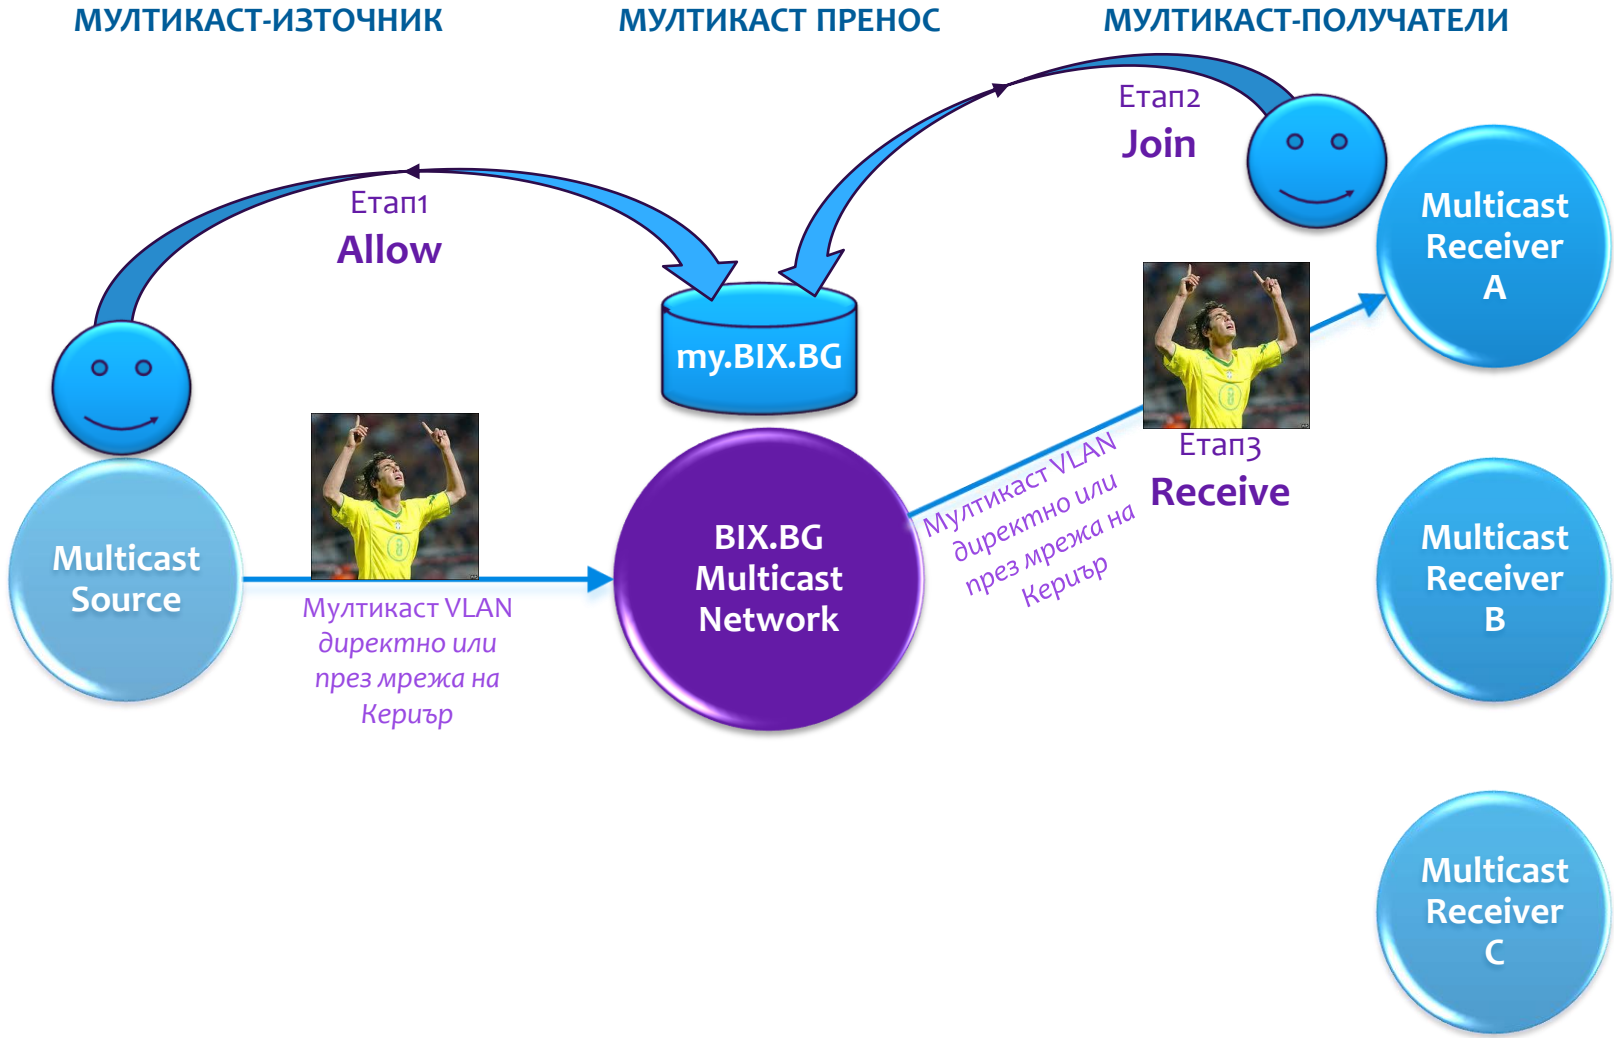 МУЛТИКАСТ-ИЗТОЧНИК
МУЛТИКАСТ ПРЕНОС
МУЛТИКАСТ-ПОЛУЧАТЕЛИ
Етап1
Allow
Етап2
Join
my.BIX.BG
Multicast
Source
Мултикаст VLAN
директно или
през мрежа на
Кериър
BIX.BG
Multicast
Network
Мултикаст VLAN
директно или
през мрежа на
Кериър
Етап3
Receive
Multicast
Receiver
A
Multicast
Receiver
B
Multicast
Receiver
C